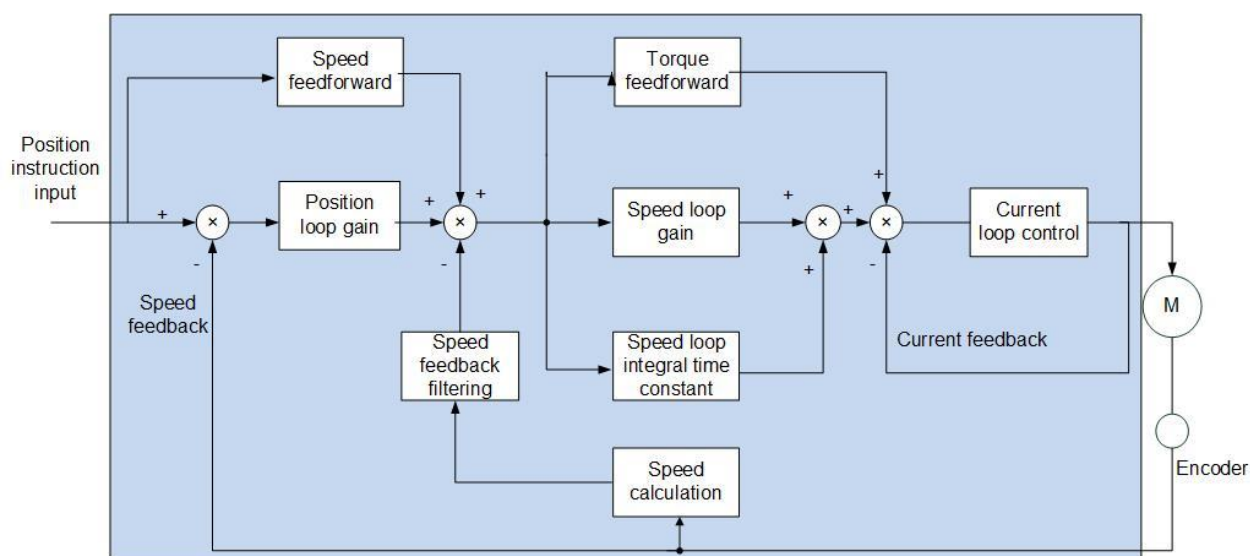 Speed
feedforward
Torque
feedforward
Position
instruction
input
+
×
-
Position
loop gain
+
+
+
×
-
Speed loop
gain
+
×
+
+
+
×
-
Current
loop control
Speed
feedback
M
Speed
feedback
filtering
Speed loop
integral time
constant
Current feedback
Speed
calculation
Encoder